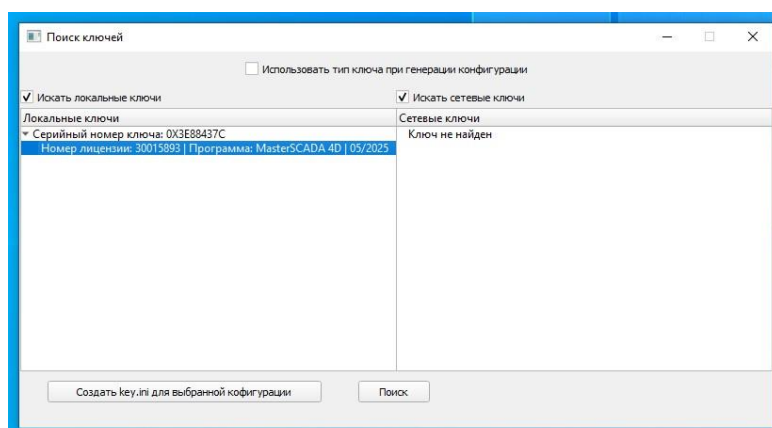 Поиск ключей
Использовать тип ключа при генерации конфигурации
Искать локальные ключи
Искать сетевые ключи
Локальные ключи
Сетевые ключи
Серийный номер ключа: 0X3E88437C
Ключ не найден
Номер лицензии: 30015893 | Программа: MasterSCADA 4D | 05/2025
Создать key.ini для выбранной кофигурации
Поиск